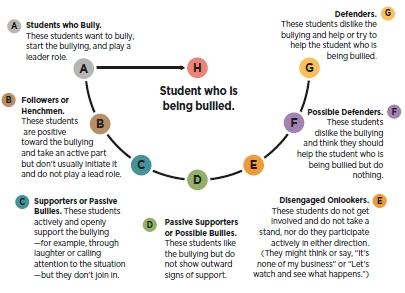 A Students who Bully.
These students want to bully,
start the bullying, and play a
leader role.
Defenders. G
These students dislike
the bullying and
help or try to
help the student who is
being bullied.
A
H
G
Student who is
being bullied.
B Followers or
Henchmen.
These students
are positive
toward the bullying
and take an active part
but don't usually initiate it
and do not play a lead role.
B
F
Possible Defenders. F
These students
dislike the bullying
and think they should
help the student who is
being bullied but do
nothing.
C
D
E
C Supporters or Passive
Bullies. These students
actively and openly
support the bullying
—for example, through
laughter or calling
attention to the situation
—but they don't join in.
D Passive Supporters
or Possible Bullies.
These students like
the bullying but do
not show outward
signs of support.
Disengaged Onlookers. E
These students do not get
involved and do not take a
stand, nor do they participate
actively in either direction.
(They might think or say, "It's
none of my business" or "Let's
watch and see what happens.")